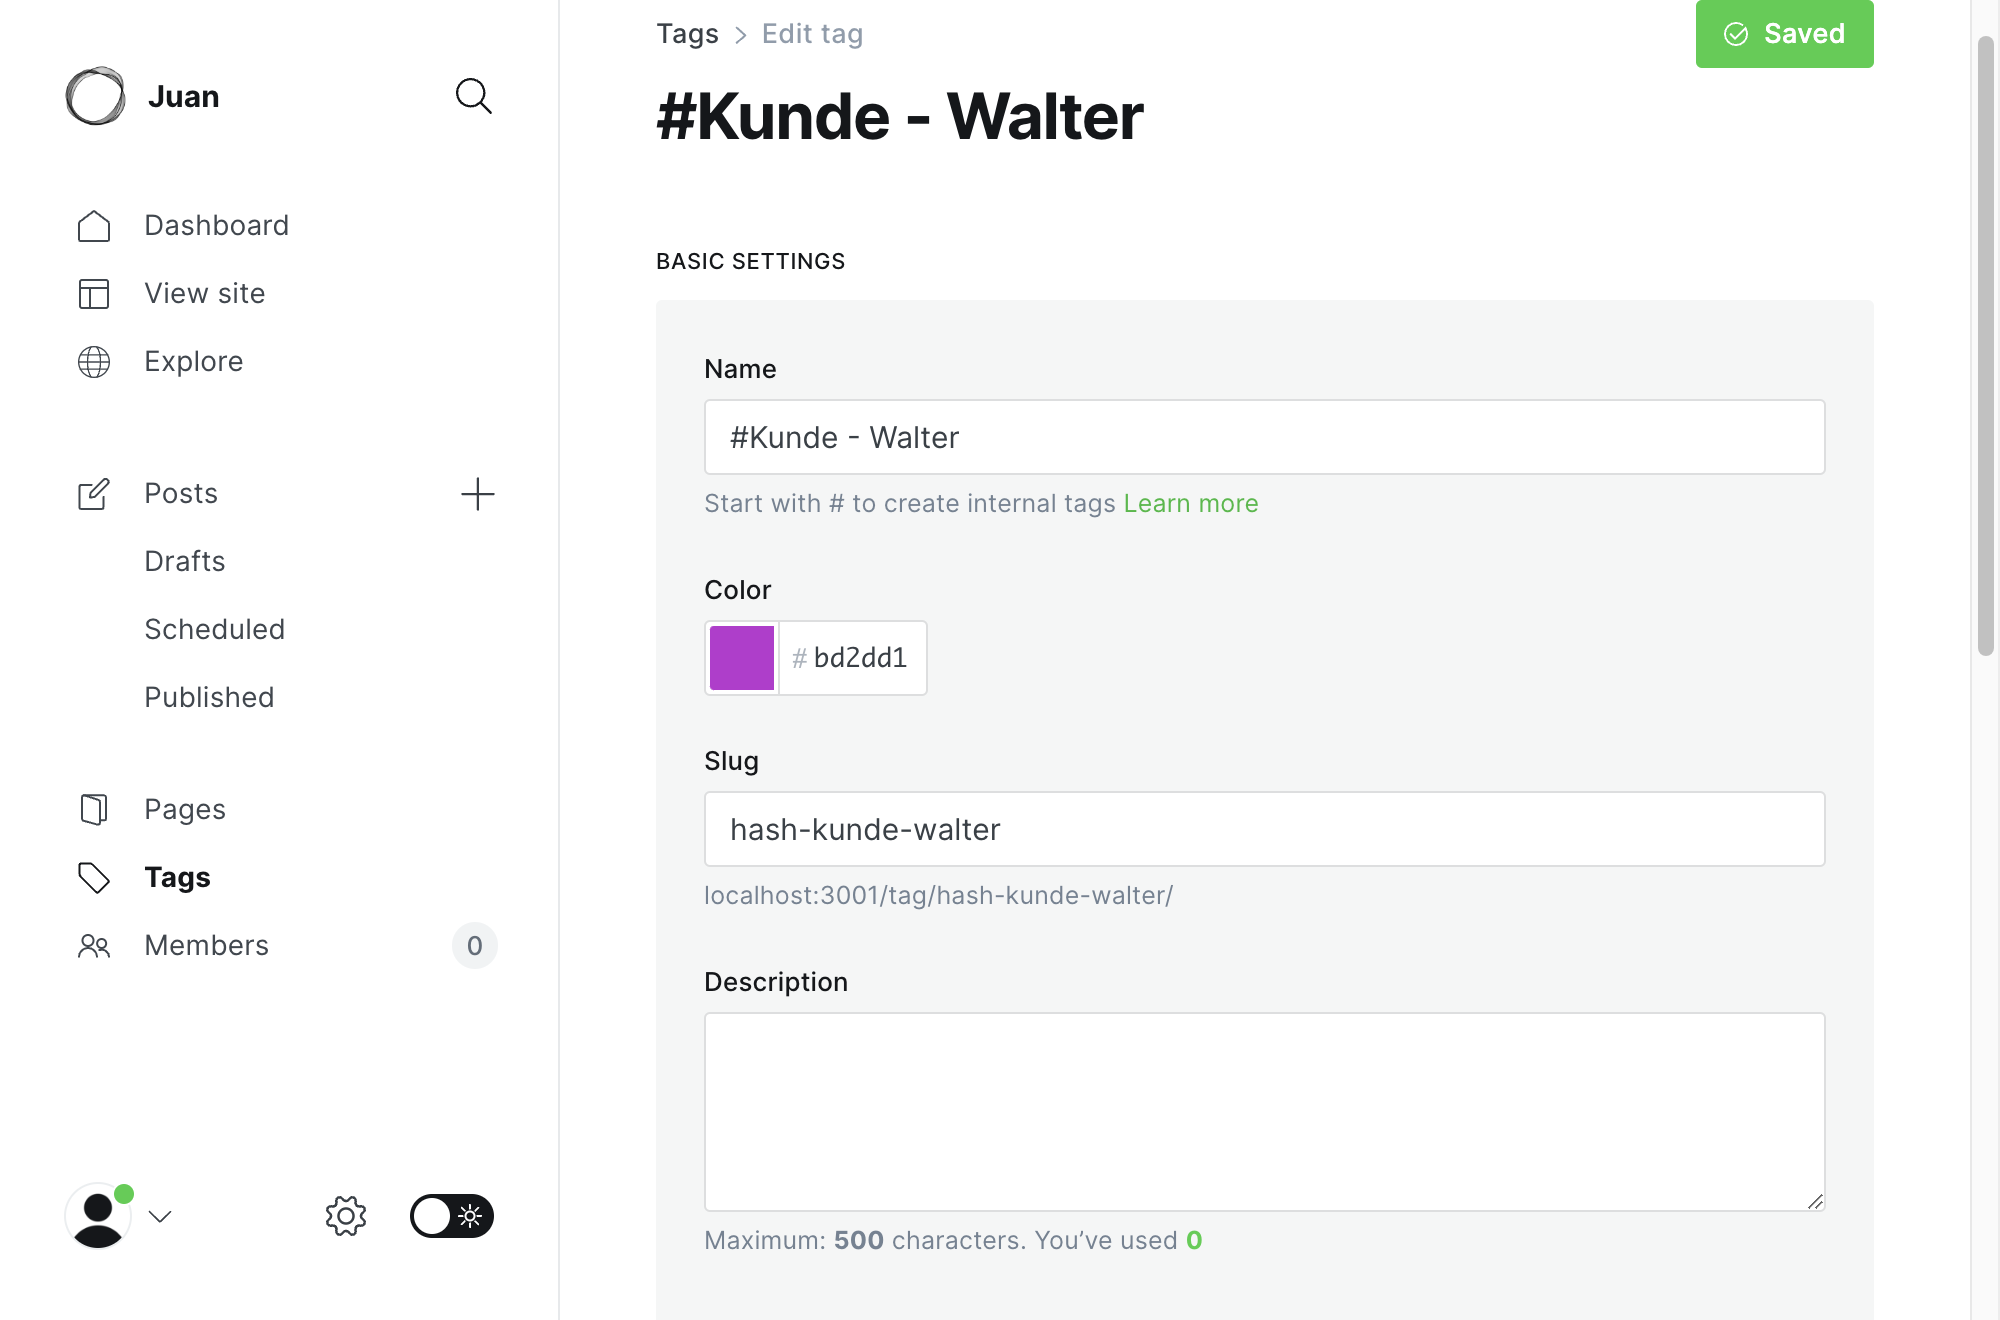 Juan
Dashboard
View site
Explore
Posts
Drafts
Scheduled
Published
Pages
Tags
Members 0
Tags > Edit tag
Saved
#Kunde - Walter
BASIC SETTINGS
Name
#Kunde - Walter
Start with # to create internal tags Learn more
Color
# bd2dd1
Slug
hash-kunde-walter
localhost:3001/tag/hash-kunde-walter/
Description
Maximum: 500 characters. You’ve used 0